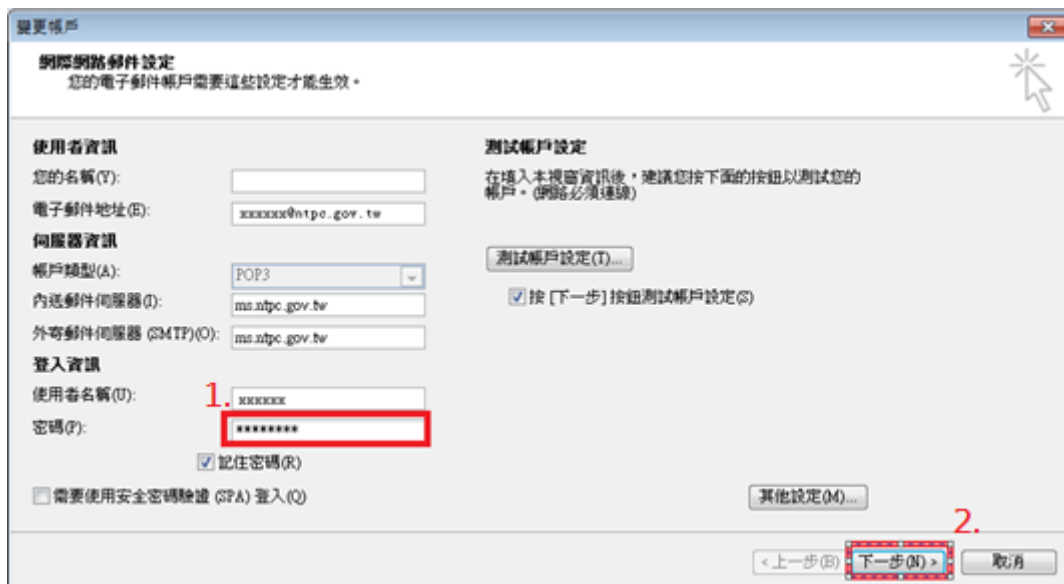 變更帳戶
網際網路郵件設定
您的電子郵件帳戶需要這些設定才能生效。
使用者資訊
您的名稱(Y):
電子郵件地址(E):
xxxxxx@ntpc.gov.tw
伺服器資訊
帳戶類型(A):
POP3
內送郵件伺服器(I):
ms.ntpc.gov.tw
外寄郵件伺服器 (SMTP)(O):
ms.ntpc.gov.tw
登入資訊
使用者名稱(U):
xxxxxx
1.
密碼(P):
********
記住密碼(R)
需要使用安全密碼驗證 (SPA) 登入(Q)
測試帳戶設定
在填入本視窗資訊後，建議您按下面的按鈕以測試您的
帳戶。(網路必須連線)
測試帳戶設定(T)...
按 [下一步] 按鈕測試帳戶設定(S)
其他設定(M)...
2.
< 上一步(B)
下一步(N) >
取消